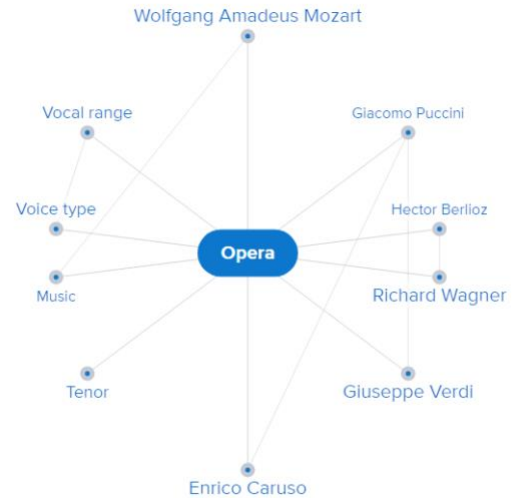 Wolfgang Amadeus Mozart
Vocal range
Giacomo Puccini
Voice type
Hector Berlioz
Opera
Music
Richard Wagner
Tenor
Giuseppe Verdi
Enrico Caruso